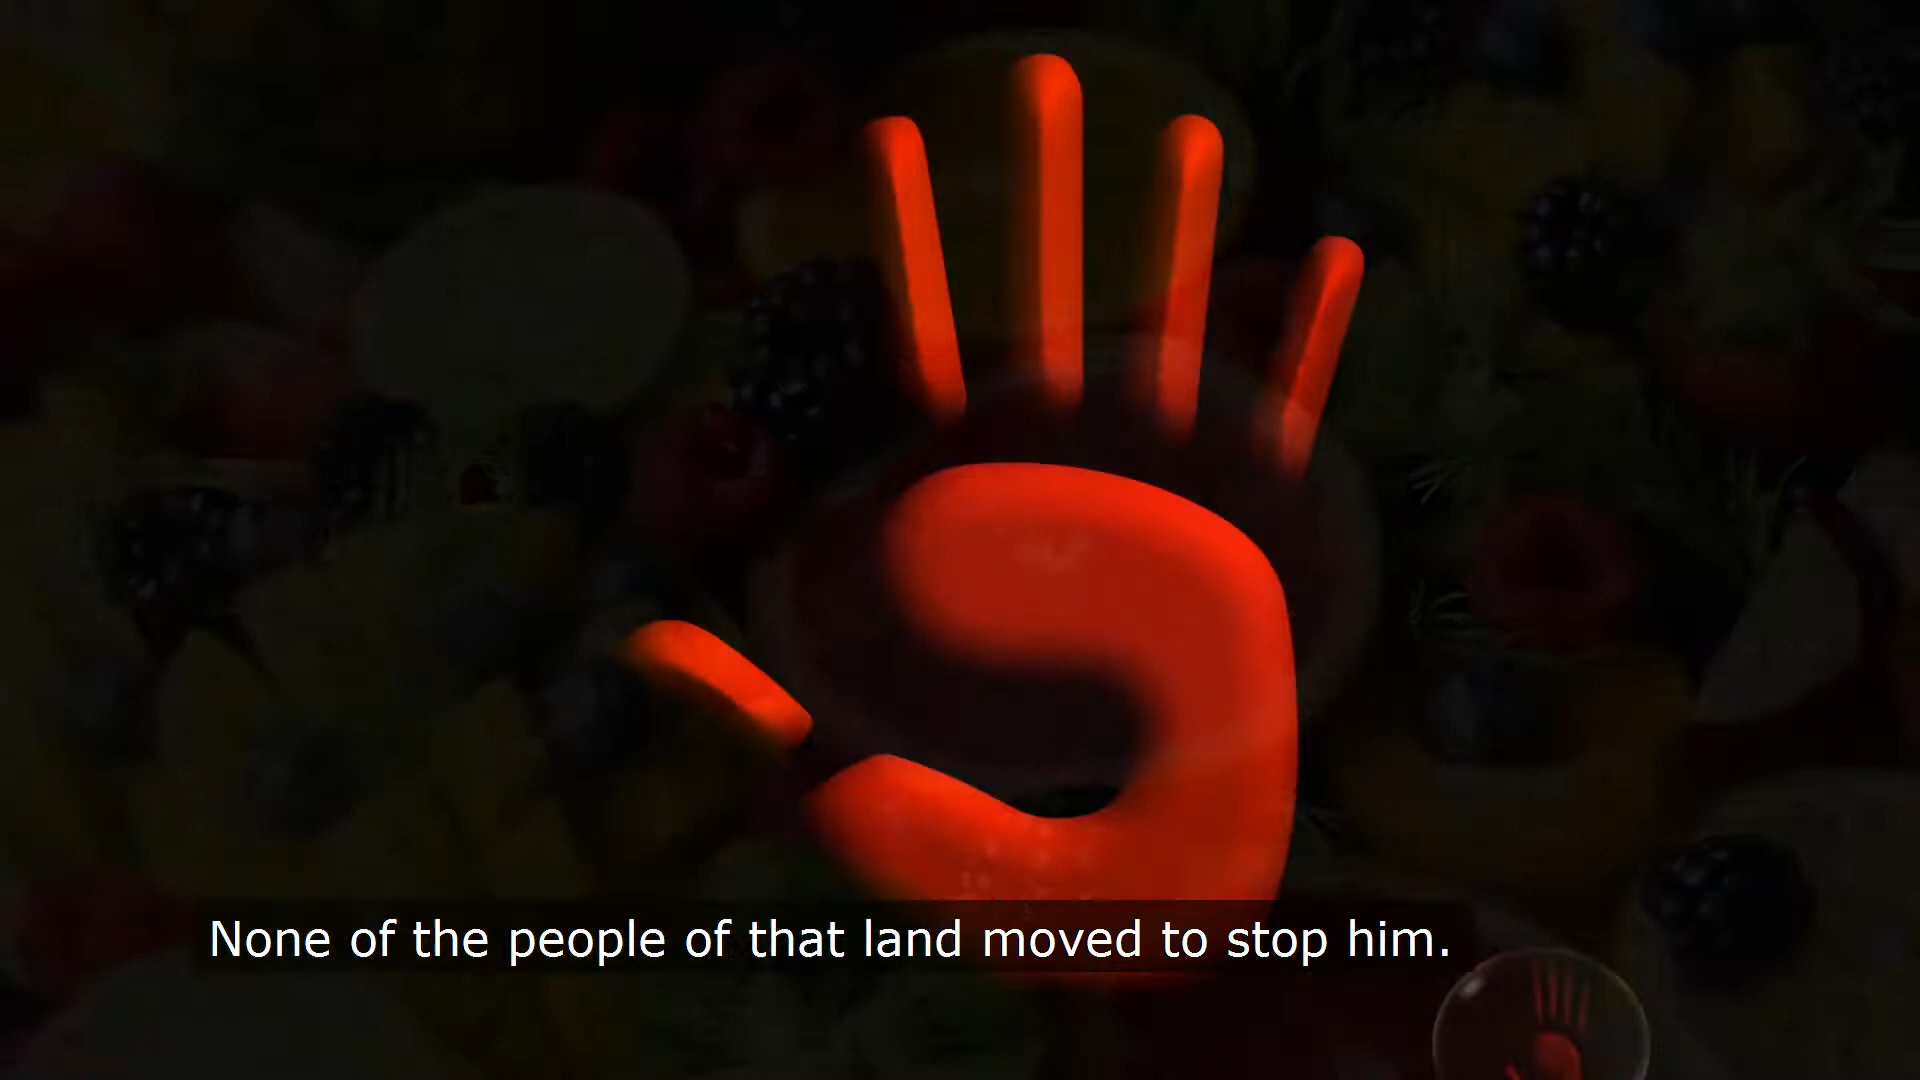 None of the people of that land moved to stop him.